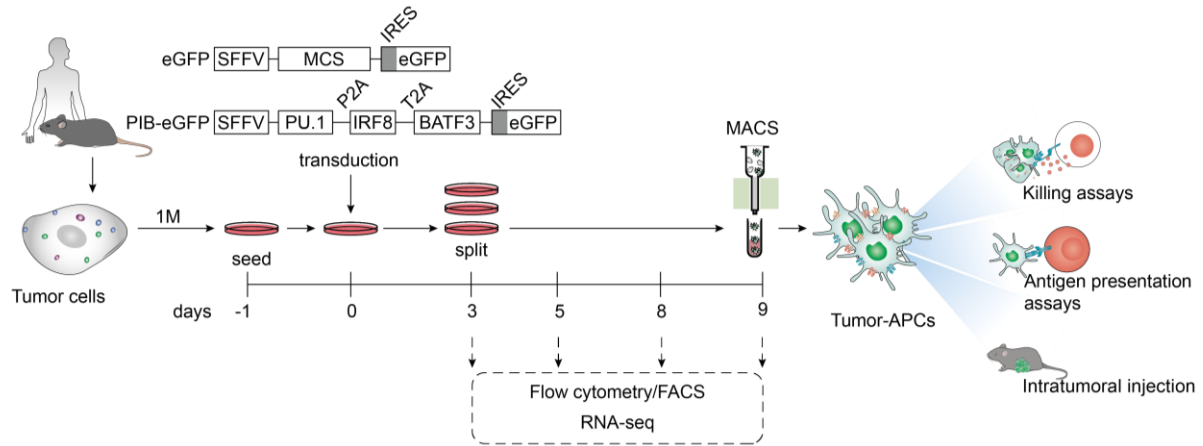 IRES
eGFP SFFV MCS eGFP
P2A T2A IRES
PIB-eGFP SFFV PU.1 IRF8 BATF3 eGFP
transduction
MACS
1M
Killing assays
seed
split
Tumor cells
days -1 0 3 5 8 9
Tumor-APCs
Antigen presentation
assays
Flow cytometry/FACS
RNA-seq
Intratumoral injection